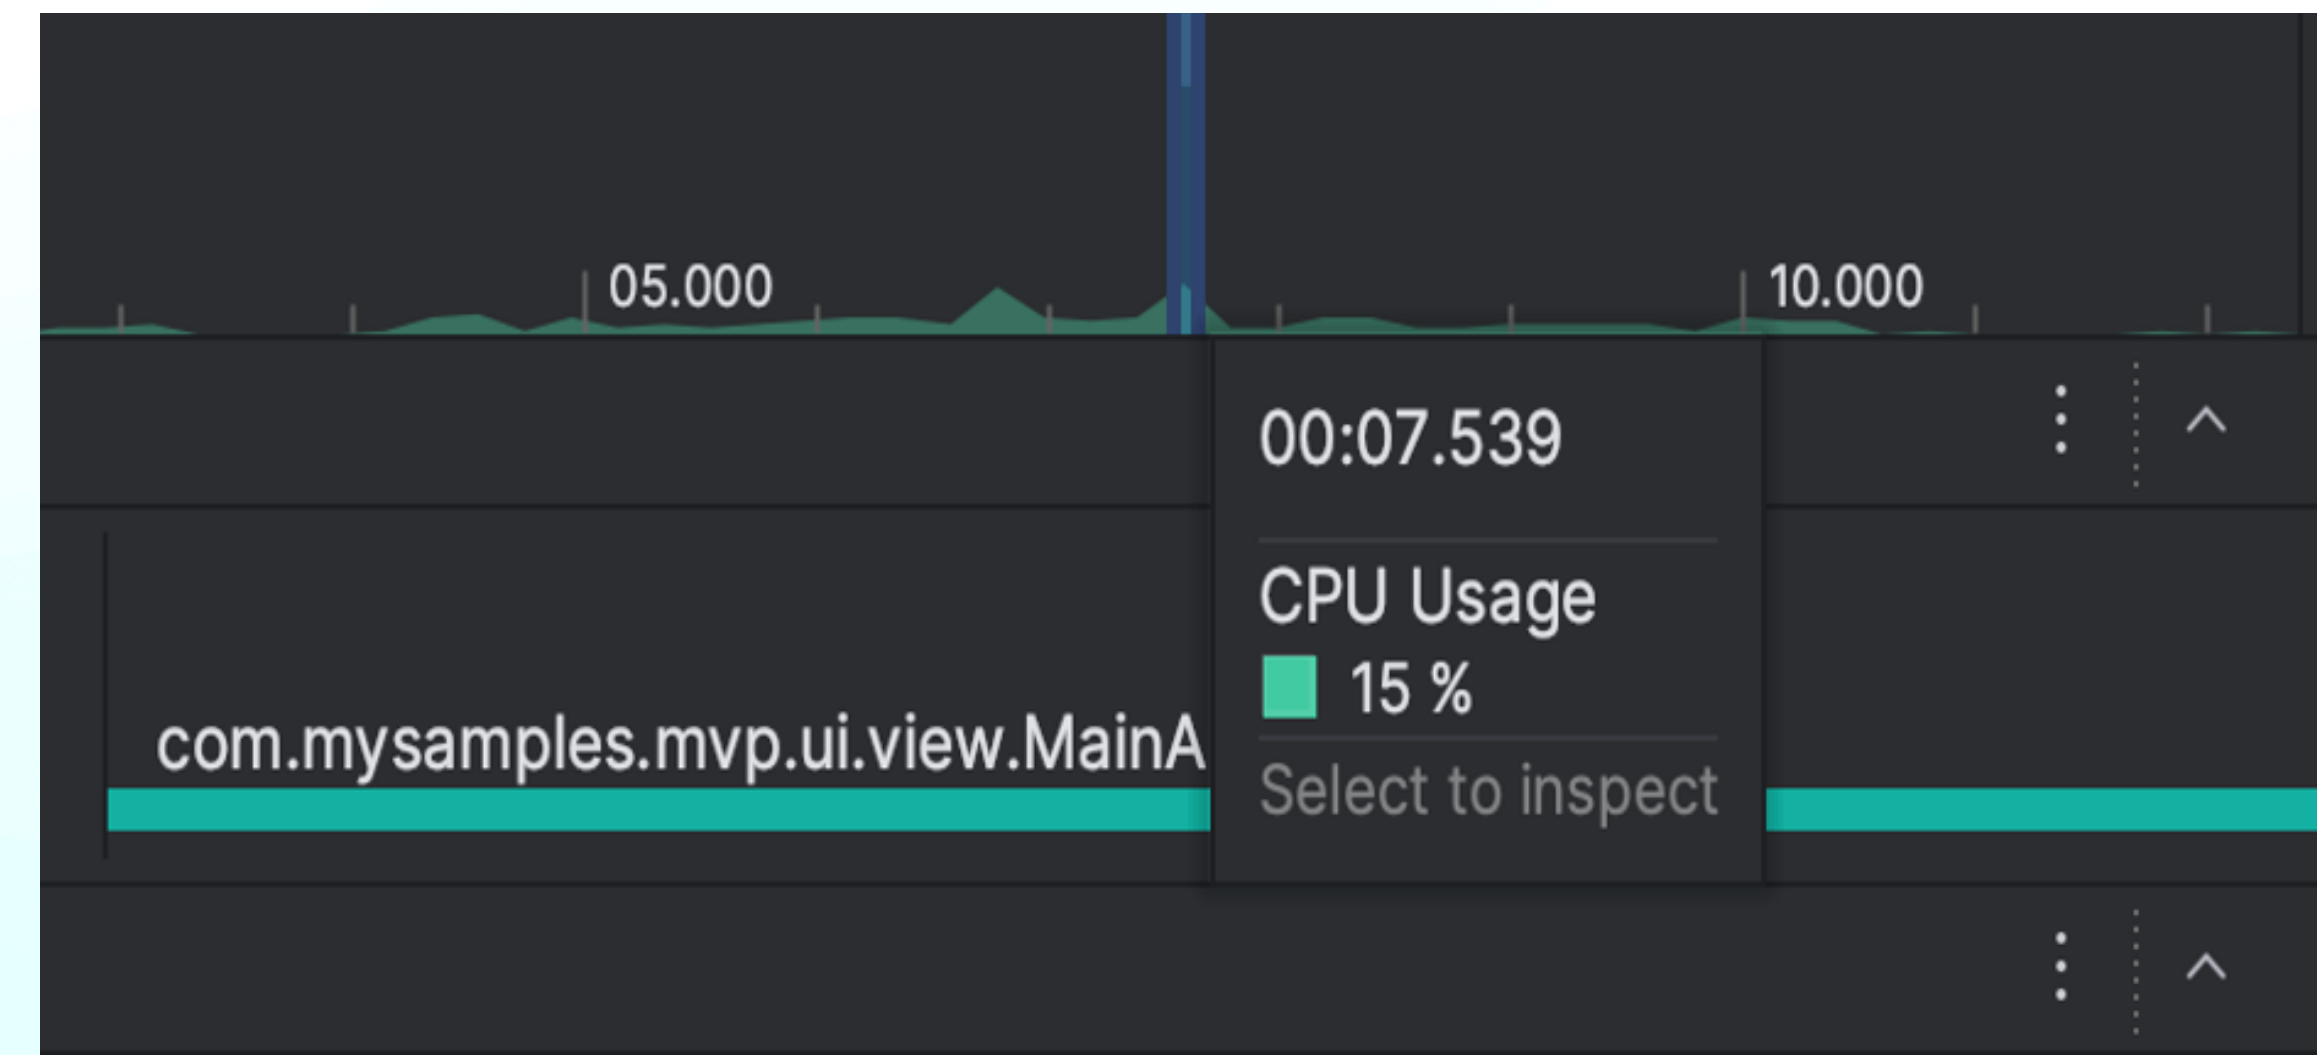 05.000
10.000
00:07.539
CPU Usage
15 %
com.mysamples.mvp.ui.view.MainA
Select to inspect